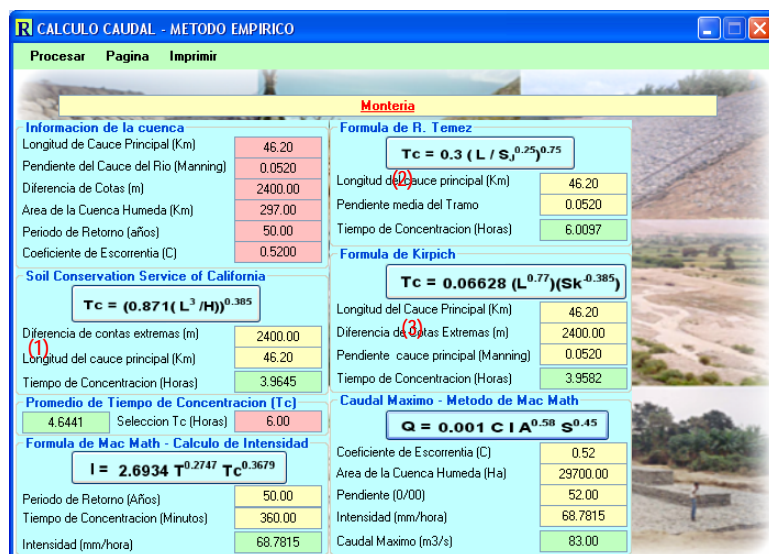 R CALCULO CAUDAL - METODO EMPIRICO
Procesar Pagina Imprimir
Monteria
Informacion de la cuenca
Longitud de Cauce Principal (Km) 46.20
Pendiente del Cauce del Rio (Manning) 0.0520
Diferencia de Cotas (m) 2400.00
Area de la Cuenca Humeda (Km) 297.00
Periodo de Retorno (años) 50.00
Coeficiente de Escorrentia (C) 0.5200
Soil Conservation Service of California
Tc = (0.871( L³ /H))^0.385
Diferencia de contas extremas (m) 2400.00
(1)
Longitud del cauce principal (Km) 46.20
Tiempo de Concentracion (Horas) 3.9645
Promedio de Tiempo de Concentracion (Tc)
4.6441 Seleccion Tc (Horas) 6.00
Formula de Mac Math - Calculo de Intensidad
I = 2.6934 T^0.2747 Tc^0.3679
Periodo de Retorno (Años) 50.00
Tiempo de Concentracion (Minutos) 360.00
Intensidad (mm/hora) 68.7815
Formula de R. Temez
Tc = 0.3 ( L / SJ^0.25)^0.75
(2)
Longitud del cauce principal (Km) 46.20
Pendiente media del Tramo 0.0520
Tiempo de Concentracion (Horas) 6.0097
Formula de Kirpich
Tc = 0.06628 (L^0.77)(Sk^-0.385)
Longitud del Cauce Principal (Km) 46.20
Diferencia de Cotas Extremas (m) 2400.00
(3)
Pendiente cauce principal (Manning) 0.0520
Tiempo de Concentracion (Horas) 3.9582
Caudal Maximo - Metodo de Mac Math
Q = 0.001 C I A^0.58 S^0.45
Coeficiente de Escorrentia (C) 0.52
Area de la Cuenca Humeda (Ha) 29700.00
Pendiente (0/00) 52.00
Intensidad (mm/hora) 68.7815
Caudal Maximo (m3/s) 83.00